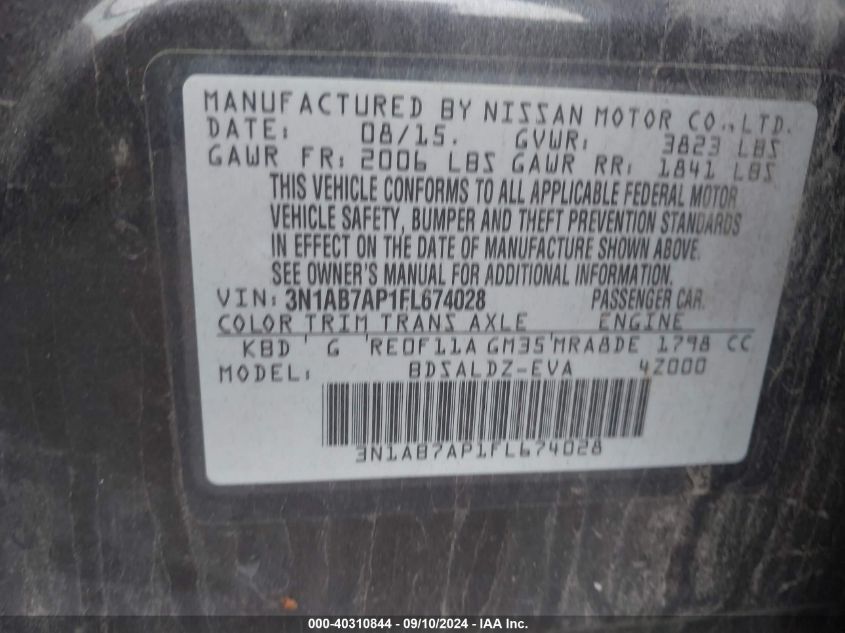 MANUFACTURED BY NISSAN MOTOR CO., LTD.
DATE: 08/15. GVWR: 3823 LBS
GAWR FR: 2006 LBS GAWR RR: 1841 LBS
THIS VEHICLE CONFORMS TO ALL APPLICABLE FEDERAL MOTOR
VEHICLE SAFETY, BUMPER AND THEFT PREVENTION STANDARDS
IN EFFECT ON THE DATE OF MANUFACTURE SHOWN ABOVE.
SEE OWNER'S MANUAL FOR ADDITIONAL INFORMATION.
VIN: 3N1AB7AP1FL674028 PASSENGER CAR.
COLOR TRIM TRANS AXLE ENGINE
KBD G RE0F11A GM35 MRA8DE 1798 CC
MODEL: BDSALDZ-EVA 4Z000
3N1AB7AP1FL674028
000-40310844 - 09/10/2024 - IAA Inc.